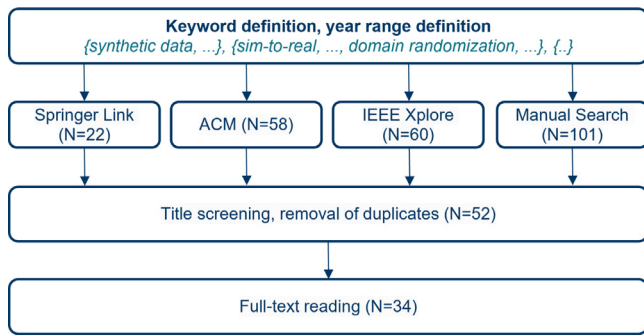 Keyword definition, year range definition
{synthetic data, ...}, {sim-to-real, ..., domain randomization, ...}, {..}
Springer Link
(N=22)
ACM (N=58)
IEEE Xplore
(N=60)
Manual Search
(N=101)
Title screening, removal of duplicates (N=52)
Full-text reading (N=34)